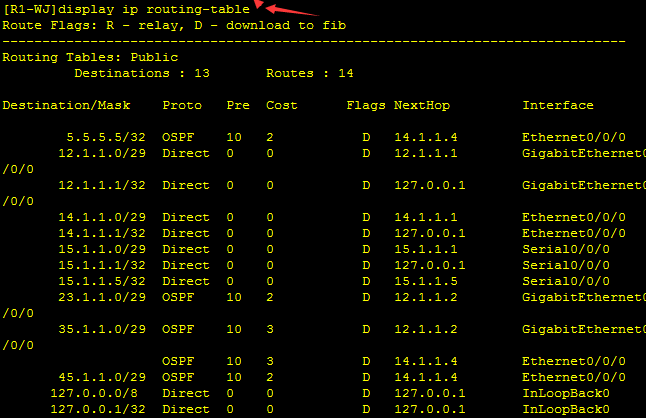 [R1-WJ]display ip routing-table
Route Flags: R - relay, D - download to fib
------------------------------------------------------------------------------
Routing Tables: Public
         Destinations : 13       Routes : 14
Destination/Mask    Proto   Pre  Cost      Flags NextHop         Interface
        5.5.5.5/32  OSPF    10   2           D   14.1.1.4        Ethernet0/0/0
       12.1.1.0/29  Direct  0    0           D   12.1.1.1        GigabitEthernet0
/0/0
       12.1.1.1/32  Direct  0    0           D   127.0.0.1       GigabitEthernet0
/0/0
       14.1.1.0/29  Direct  0    0           D   14.1.1.1        Ethernet0/0/0
       14.1.1.1/32  Direct  0    0           D   127.0.0.1       Ethernet0/0/0
       15.1.1.0/29  Direct  0    0           D   15.1.1.1        Serial0/0/0
       15.1.1.1/32  Direct  0    0           D   127.0.0.1       Serial0/0/0
       15.1.1.5/32  Direct  0    0           D   15.1.1.5        Serial0/0/0
       23.1.1.0/29  OSPF    10   2           D   12.1.1.2        GigabitEthernet0
/0/0
       35.1.1.0/29  OSPF    10   3           D   12.1.1.2        GigabitEthernet0
/0/0
                    OSPF    10   3           D   14.1.1.4        Ethernet0/0/0
       45.1.1.0/29  OSPF    10   2           D   14.1.1.4        Ethernet0/0/0
      127.0.0.0/8   Direct  0    0           D   127.0.0.1       InLoopBack0
      127.0.0.1/32  Direct  0    0           D   127.0.0.1       InLoopBack0